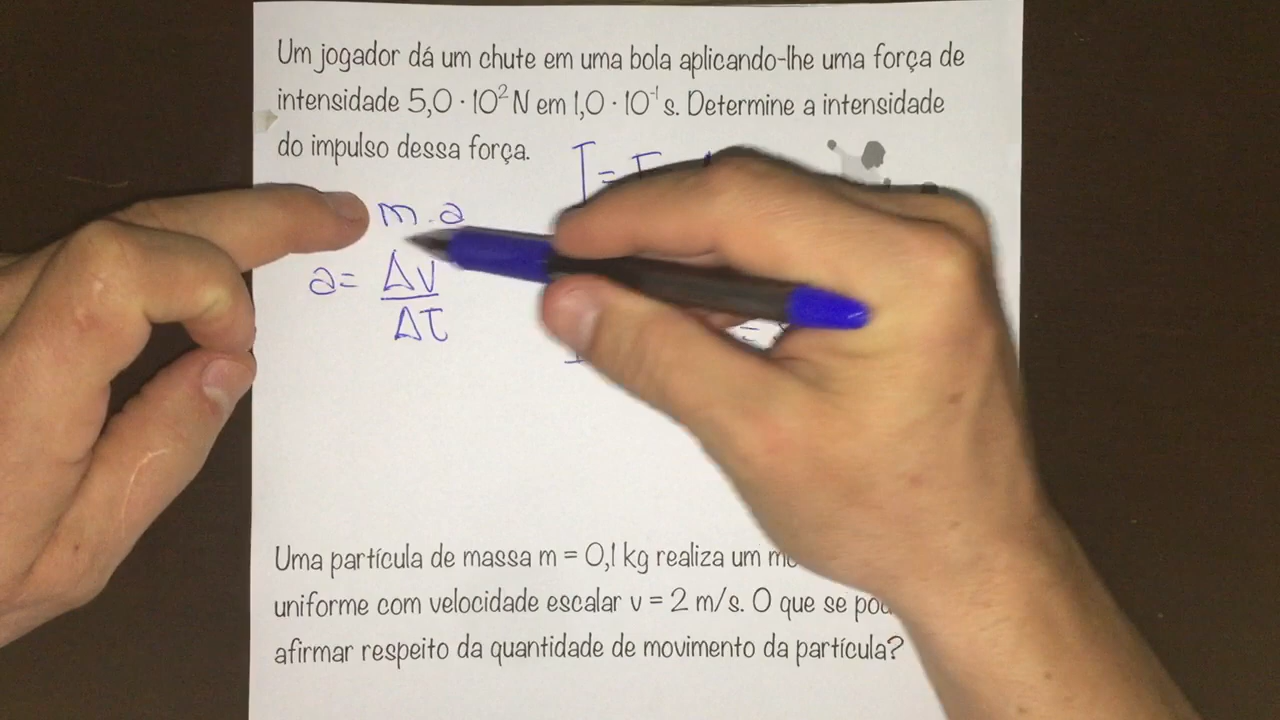 Um jogador dá um chute em uma bola aplicando-lhe uma força de
intensidade 5,0 · 10² N em 1,0 · 10⁻¹ s. Determine a intensidade
do impulso dessa força.
I = F
m . a
a = Δv
Δt
Uma partícula de massa m = 0,1 kg realiza um
uniforme com velocidade escalar v = 2 m/s. O que se
afirmar respeito da quantidade de movimento da partícula?